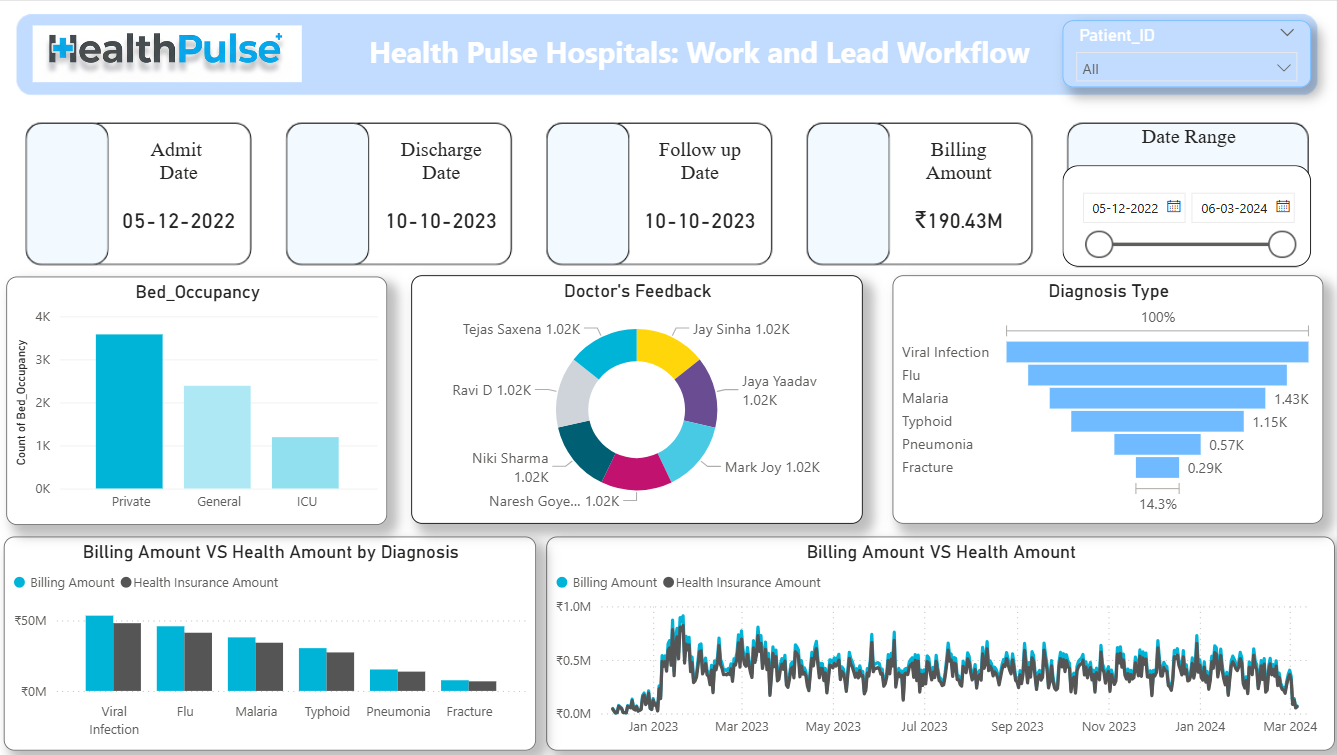 HealthPulse+
Health Pulse Hospitals: Work and Lead Workflow
Patient_ID
All
Admit
Date
05-12-2022
Discharge
Date
10-10-2023
Follow up
Date
10-10-2023
Billing
Amount
₹190.43M
Date Range
05-12-2022
06-03-2024
Bed_Occupancy
Count of Bed_Occupancy
4K
3K
2K
1K
0K
Private
General
ICU
Doctor's Feedback
Tejas Saxena 1.02K
Jay Sinha 1.02K
Ravi D 1.02K
Jaya Yaadav
1.02K
Niki Sharma
1.02K
Mark Joy 1.02K
Naresh Goye... 1.02K
Diagnosis Type
100%
Viral Infection
Flu
Malaria
1.43K
Typhoid
1.15K
Pneumonia
0.57K
Fracture
0.29K
14.3%
Billing Amount VS Health Amount by Diagnosis
Billing Amount
Health Insurance Amount
₹50M
₹0M
Viral
Infection
Flu
Malaria
Typhoid
Pneumonia
Fracture
Billing Amount VS Health Amount
Billing Amount
Health Insurance Amount
₹1.0M
₹0.5M
₹0.0M
Jan 2023
Mar 2023
May 2023
Jul 2023
Sep 2023
Nov 2023
Jan 2024
Mar 2024